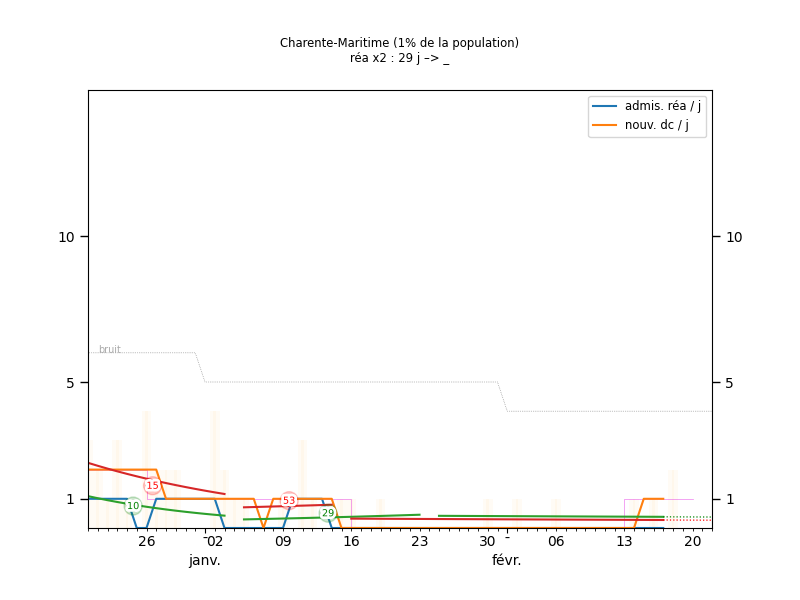 Charente-Maritime (1% de la population)
réa x2 : 29 j –> _
admis. réa / j
nouv. dc / j
10
10
bruit
5
5
15
53
10
29
1
1
26
02
09
16
23
30
06
13
20
janv.
févr.